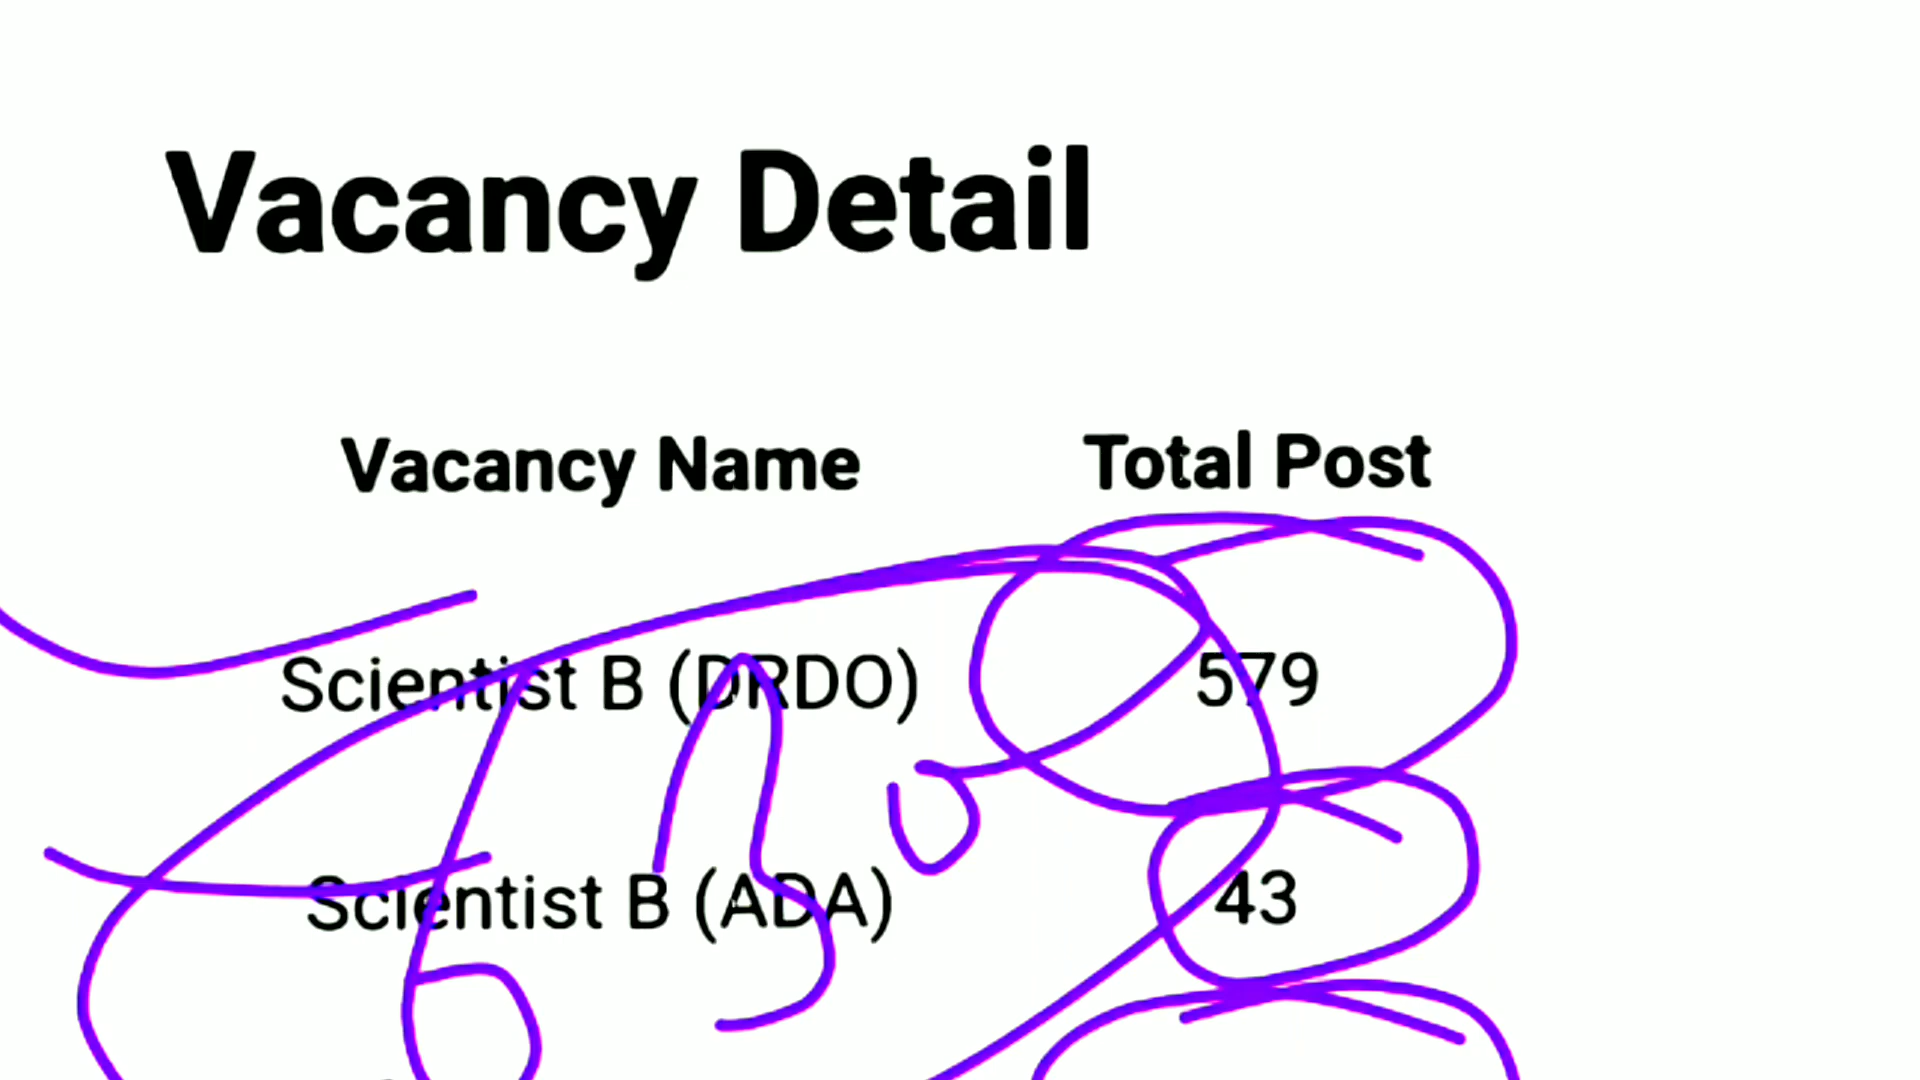 Vacancy Detail
Vacancy Name Total Post
Scientist B (DRDO) 579
Scientist B (ADA) 43